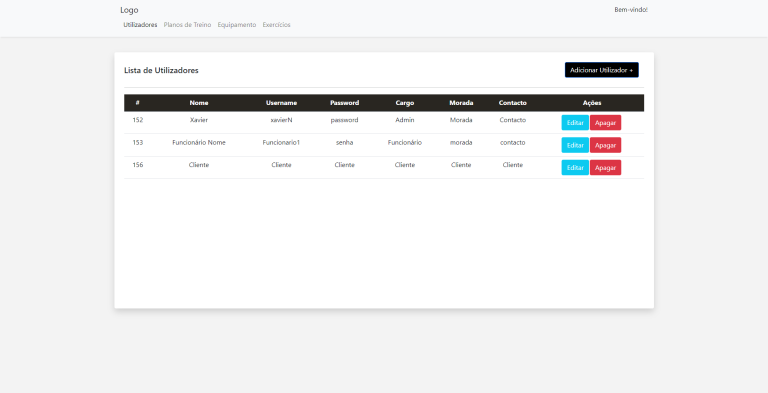 Logo
Bem-vindo!
Utilizadores Planos de Treino Equipamento Exercícios
Lista de Utilizadores
Adicionar Utilizador +
# Nome Username Password Cargo Morada Contacto Ações
152 Xavier xavierN password Admin Morada Contacto Editar Apagar
153 Funcionário Nome Funcionario1 senha Funcionário morada contacto Editar Apagar
156 Cliente Cliente Cliente Cliente Cliente Cliente Editar Apagar